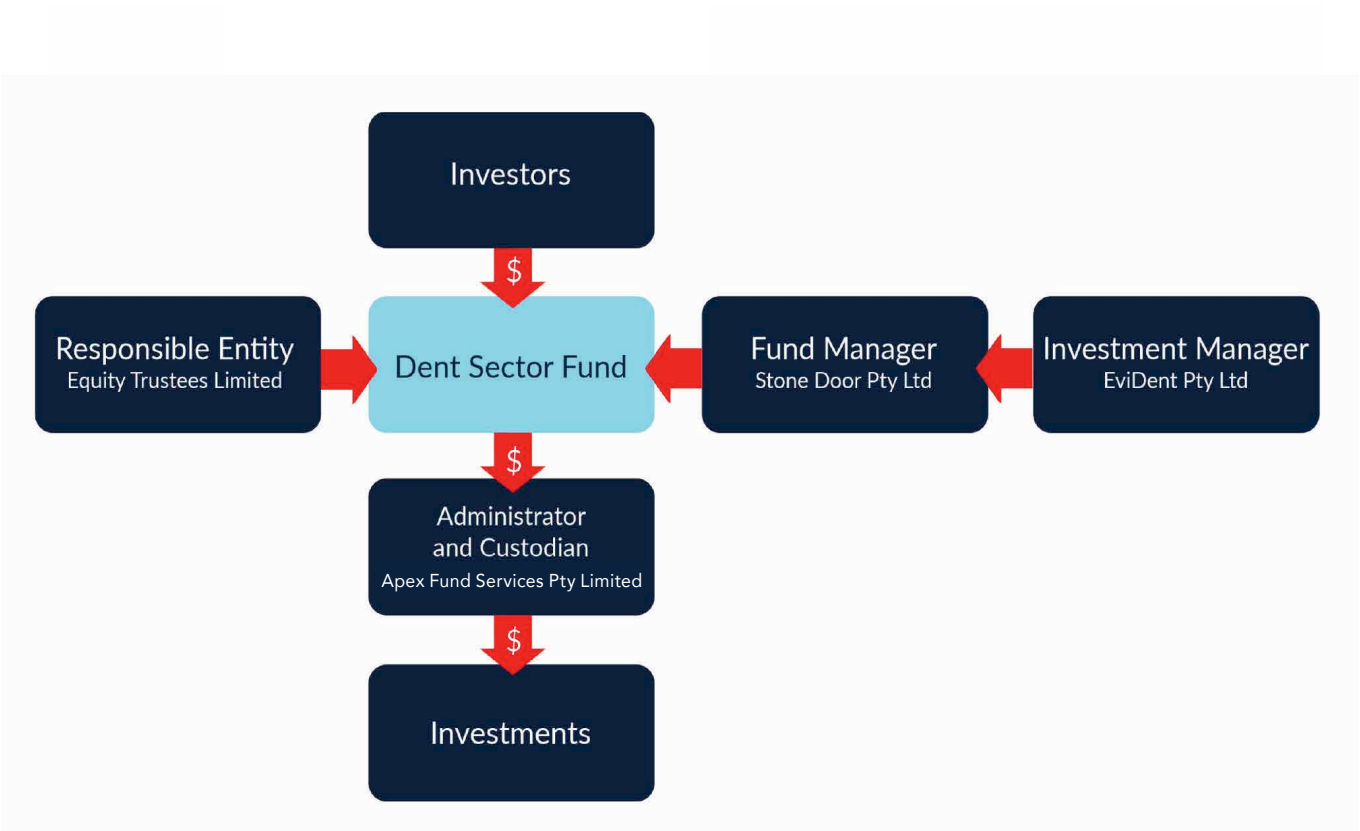 Investors
$
Responsible Entity
Equity Trustees Limited
Dent Sector Fund
Fund Manager
Stone Door Pty Ltd
Investment Manager
EviDent Pty Ltd
$
Administrator
and Custodian
Apex Fund Services Pty Limited
$
Investments